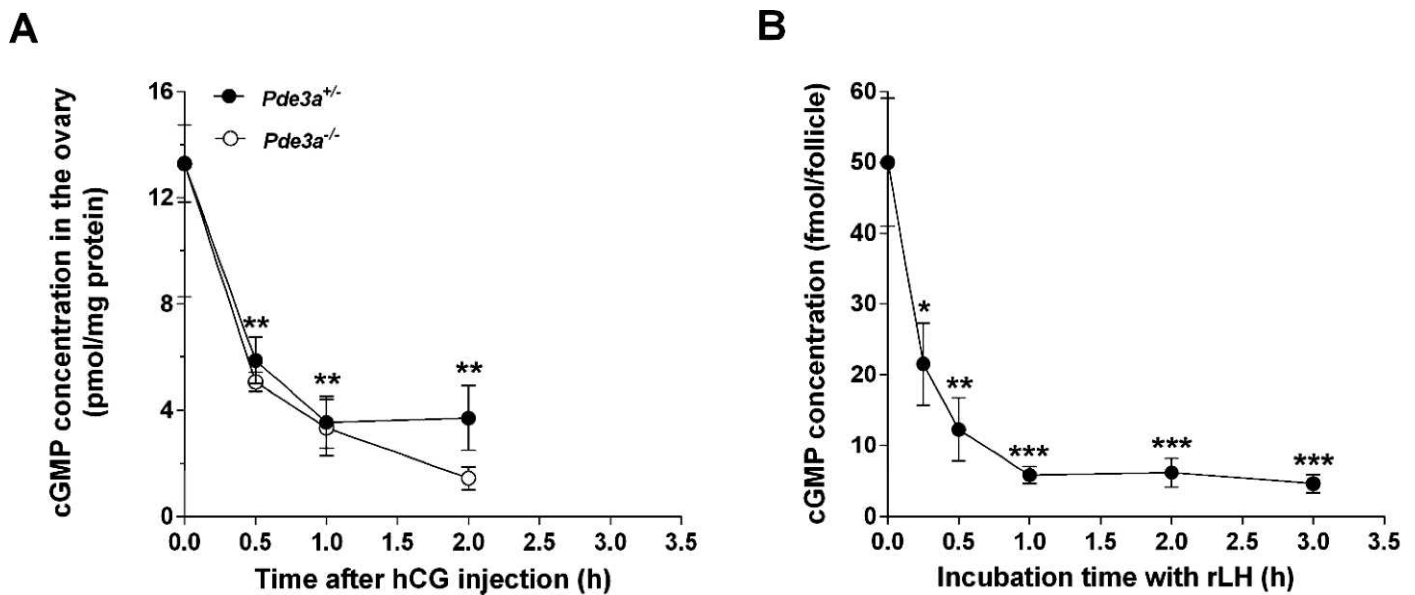 A
cGMP concentration in the ovary
(pmol/mg protein)
16
12
8
4
0
Pde3a+/-
Pde3a-/-
**
**
**
0.0 0.5 1.0 1.5 2.0 2.5 3.0 3.5
Time after hCG injection (h)
B
cGMP concentration (fmol/follicle)
60
50
40
30
20
10
0
*
**
***
***
***
0.0 0.5 1.0 1.5 2.0 2.5 3.0 3.5
Incubation time with rLH (h)